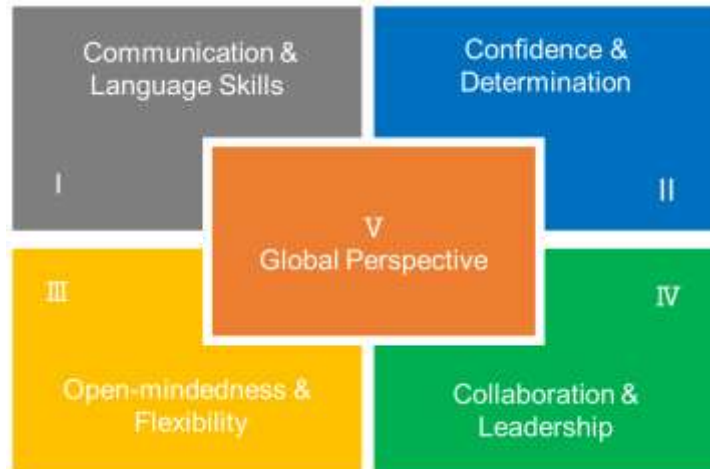 Communication &
Language Skills
I
Confidence &
Determination
II
V
Global Perspective
III
Open-mindedness &
Flexibility
IV
Collaboration &
Leadership